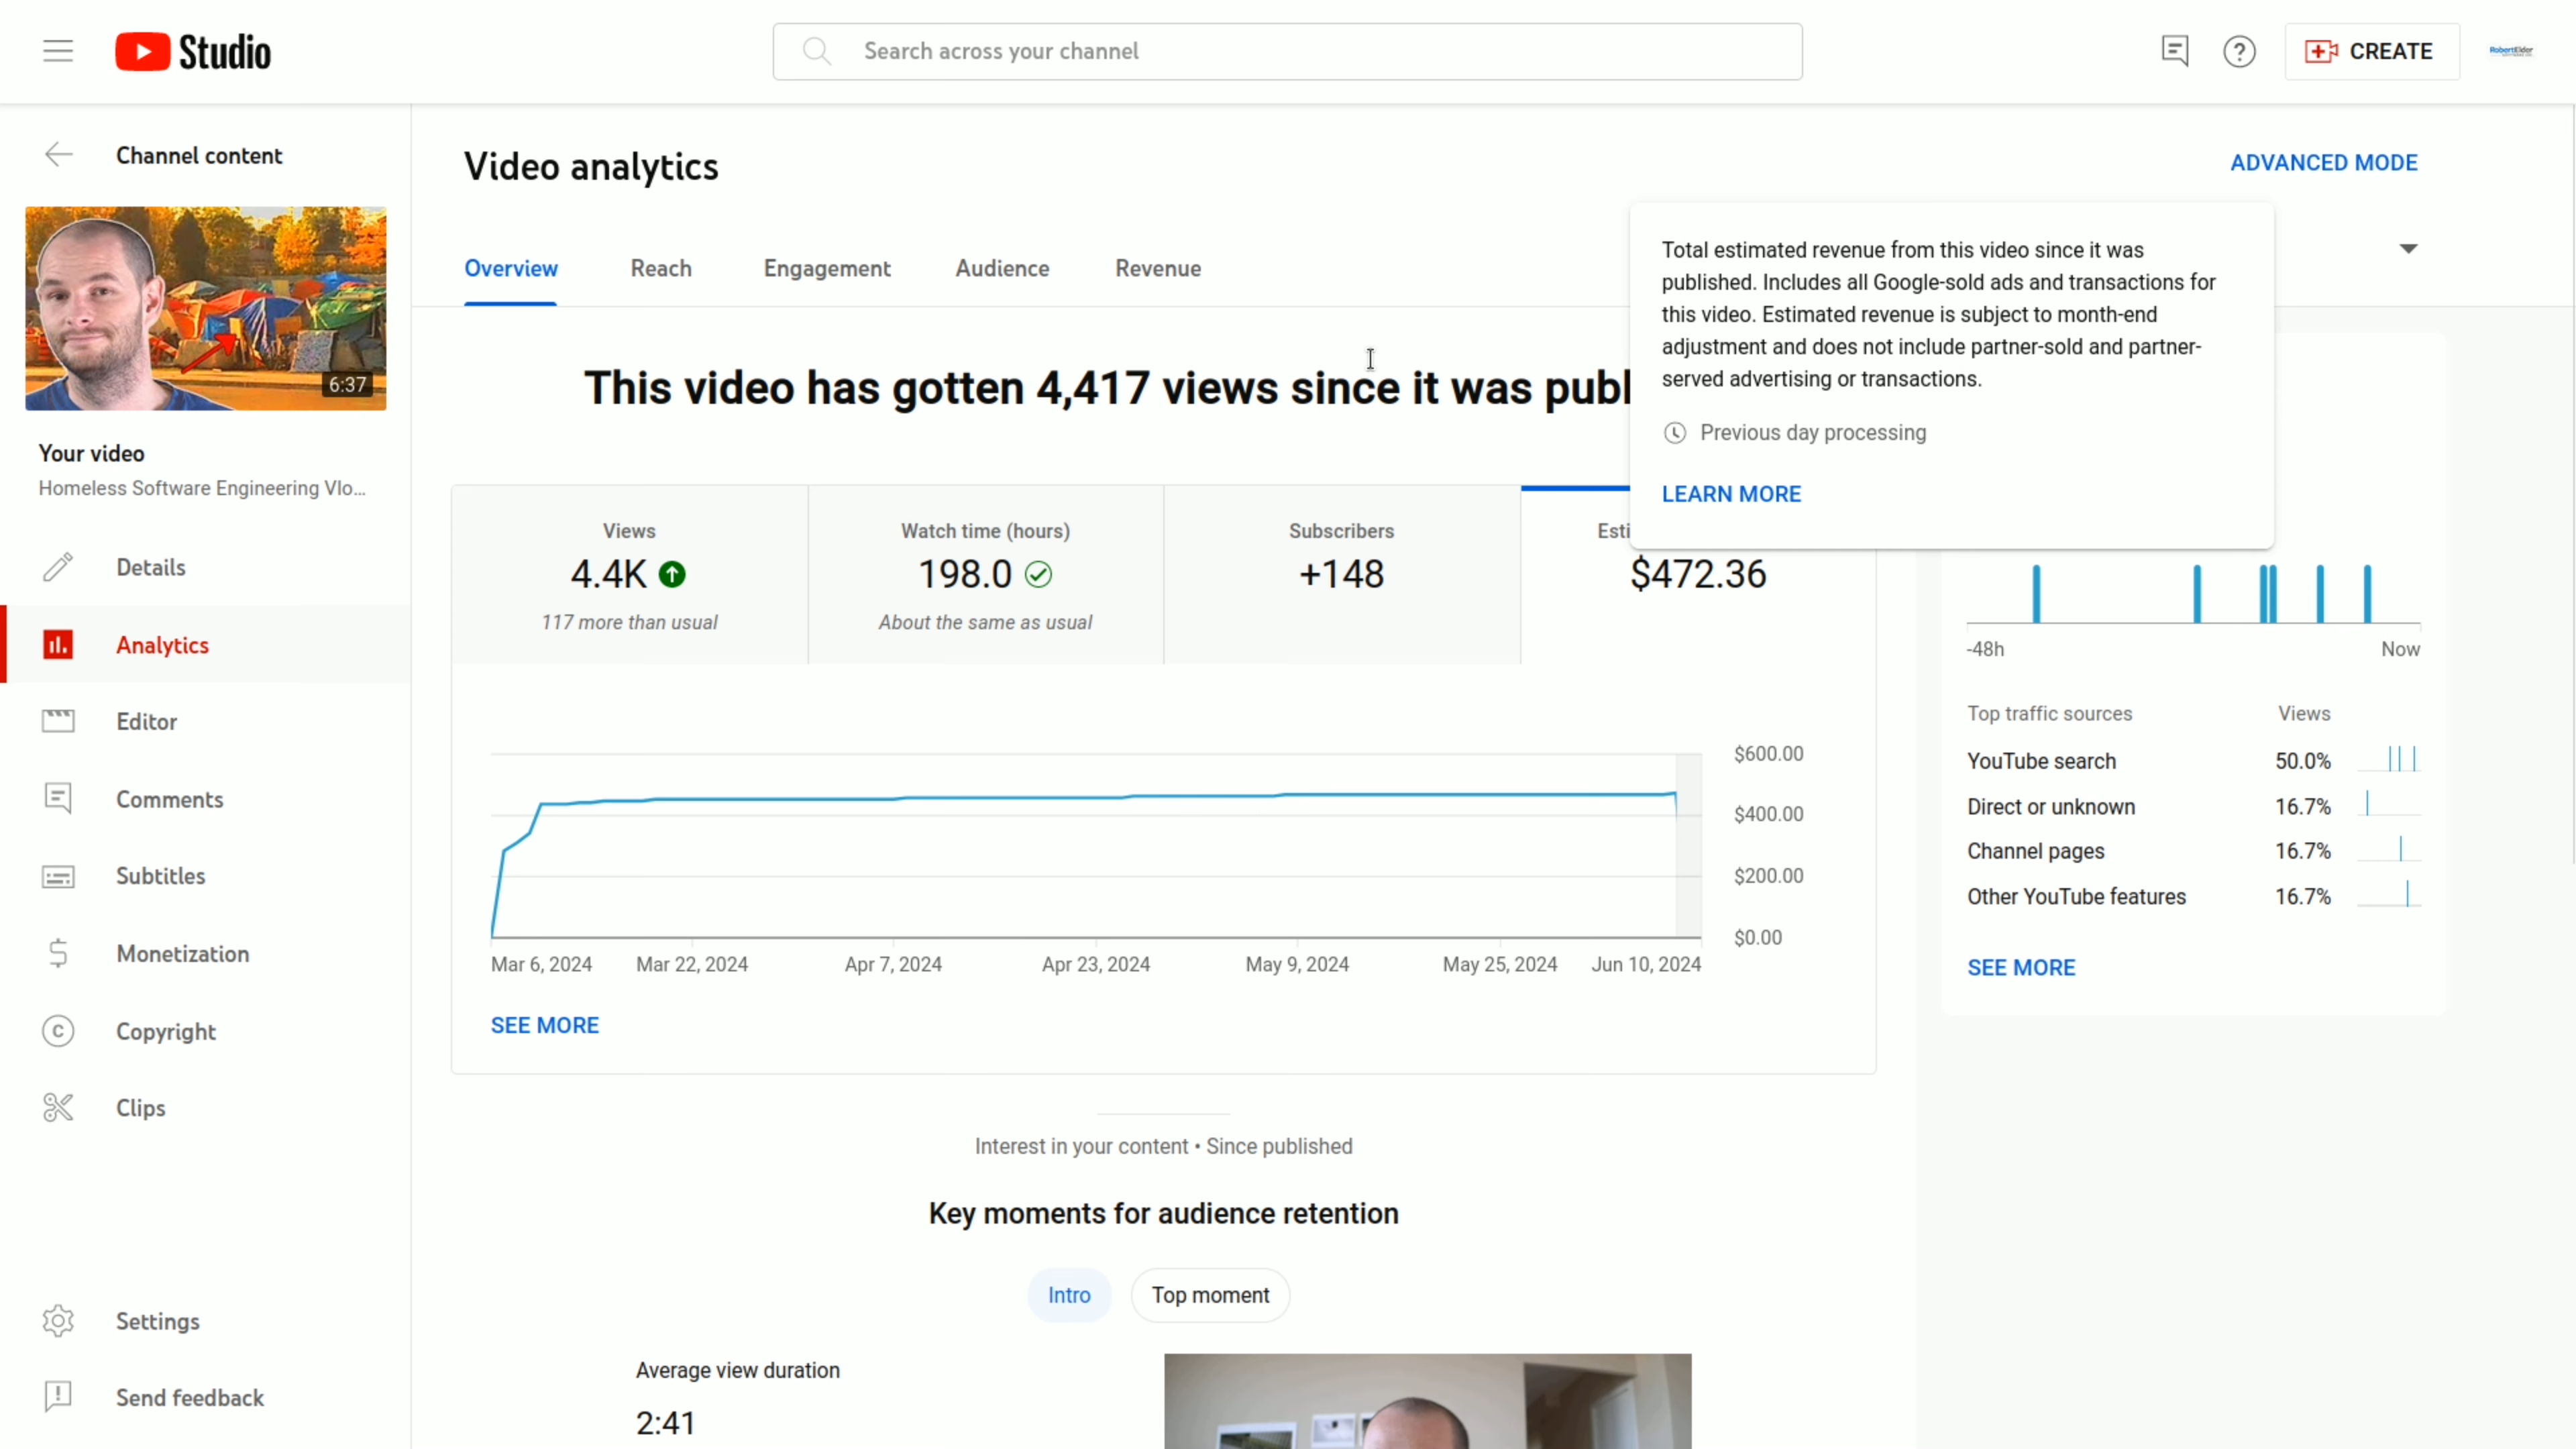 Studio
Search across your channel
CREATE
RobertElder
Channel content
6:37
Your video
Homeless Software Engineering Vlo...
Details
Analytics
Editor
Comments
Subtitles
Monetization
Copyright
Clips
Settings
Send feedback
Video analytics
ADVANCED MODE
Overview
Reach
Engagement
Audience
Revenue
Total estimated revenue from this video since it was
published. Includes all Google-sold ads and transactions for
this video. Estimated revenue is subject to month-end
adjustment and does not include partner-sold and partner-
served advertising or transactions.
Previous day processing
LEARN MORE
This video has gotten 4,417 views since it was publ
Views
4.4K
117 more than usual
Watch time (hours)
198.0
About the same as usual
Subscribers
+148
Esti
$472.36
$600.00
$400.00
$200.00
$0.00
Mar 6, 2024
Mar 22, 2024
Apr 7, 2024
Apr 23, 2024
May 9, 2024
May 25, 2024
Jun 10, 2024
SEE MORE
-48h
Now
Top traffic sources
Views
YouTube search
50.0%
Direct or unknown
16.7%
Channel pages
16.7%
Other YouTube features
16.7%
SEE MORE
Interest in your content • Since published
Key moments for audience retention
Intro
Top moment
Average view duration
2:41